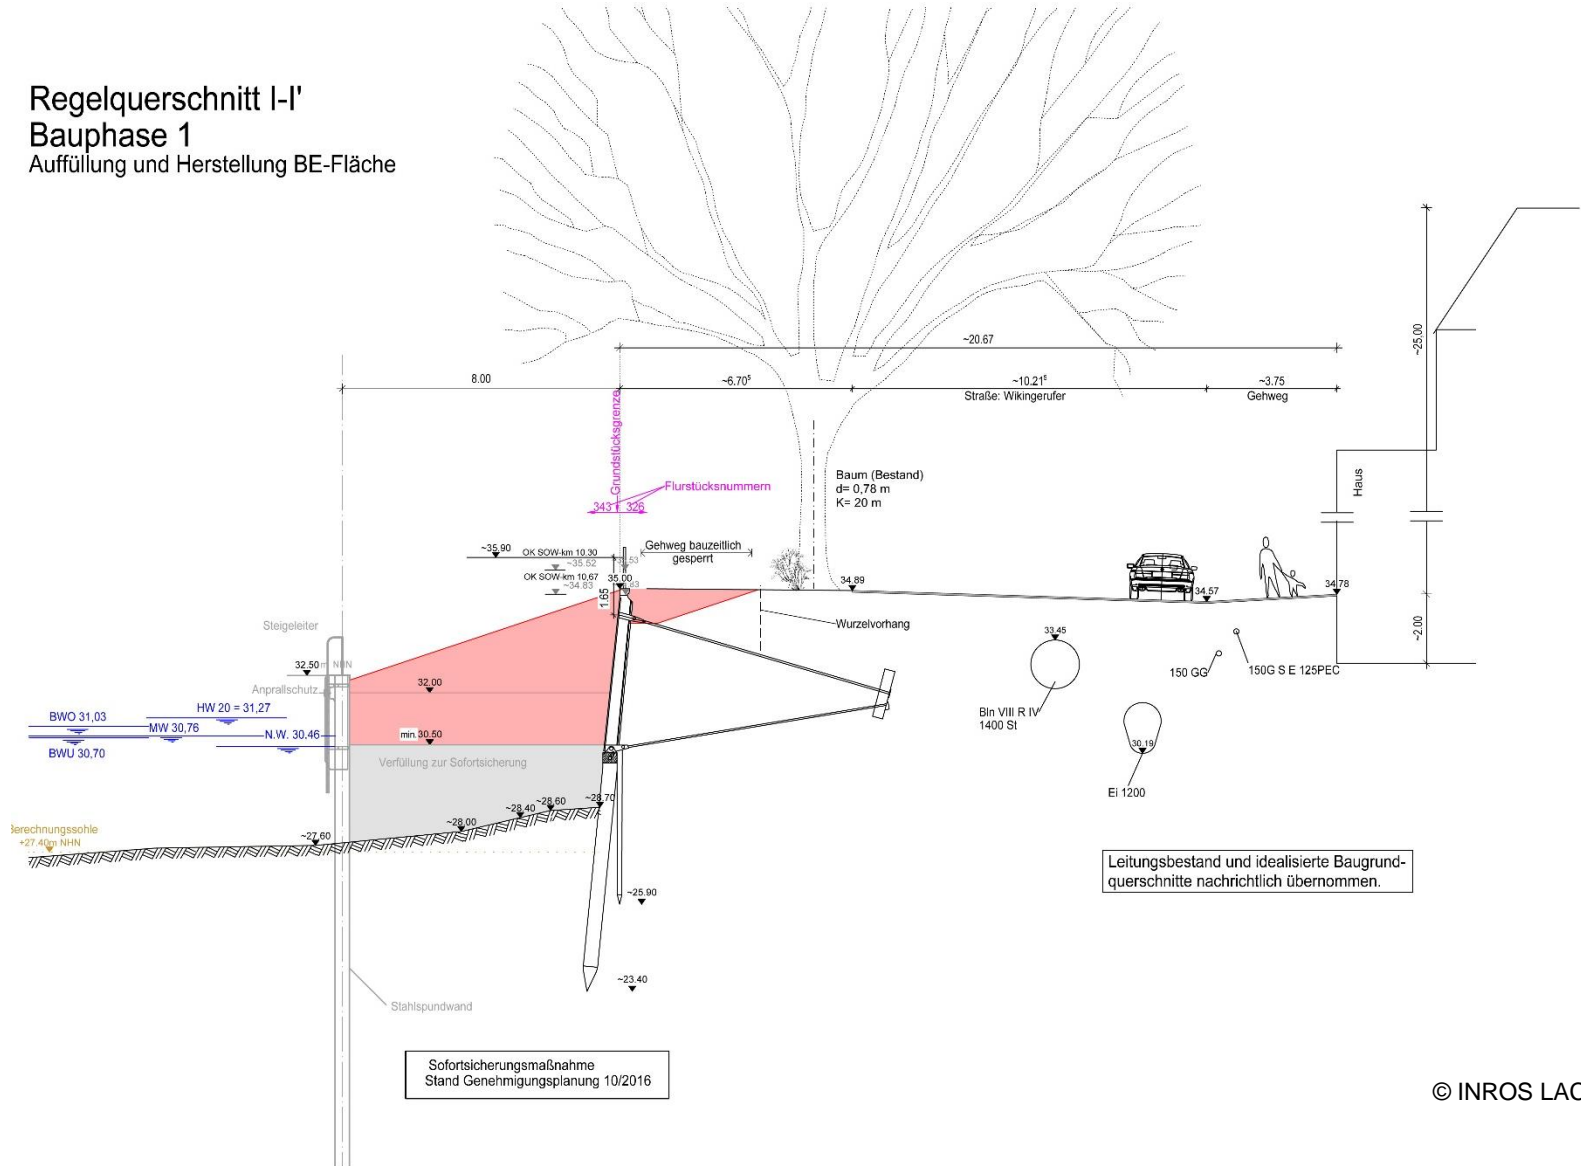 Regelquerschnitt I-I'
Bauphase 1
Auffüllung und Herstellung BE-Fläche
~20.67
~25.00
8.00
~6.70⁵
~10.21⁵
~3.75
Straße: Wikingerufer
Gehweg
Grundstücksgrenze
Flurstücksnummern
343
326
Baum (Bestand)
d= 0,78 m
K= 20 m
Haus
~35.90
OK SOW-km 10.30
~35.52
Gehweg bauzeitlich
gesperrt
OK SOW-km 10,67
~34.83
35.00
1.65
34.89
34.57
34.78
~2.00
Steigeleiter
Wurzelvorhang
33.45
150 GG
150G S E 125PEC
32.50m NHN
Anprallschutz
32.00
HW 20 = 31,27
BWO 31,03
MW 30,76
N.W. 30.46
BWU 30,70
min. 30.50
Verfüllung zur Sofortsicherung
Bln VIII R IV
1400 St
30.19
Ei 1200
~28.70
~28.60
~28.40
~28.00
~27.60
Berechnungssohle
+27.40m NHN
Leitungsbestand und idealisierte Baugrund-
querschnitte nachrichtlich übernommen.
~25.90
~23.40
Stahlspundwand
Sofortsicherungsmaßnahme
Stand Genehmigungsplanung 10/2016
© INROS LAC